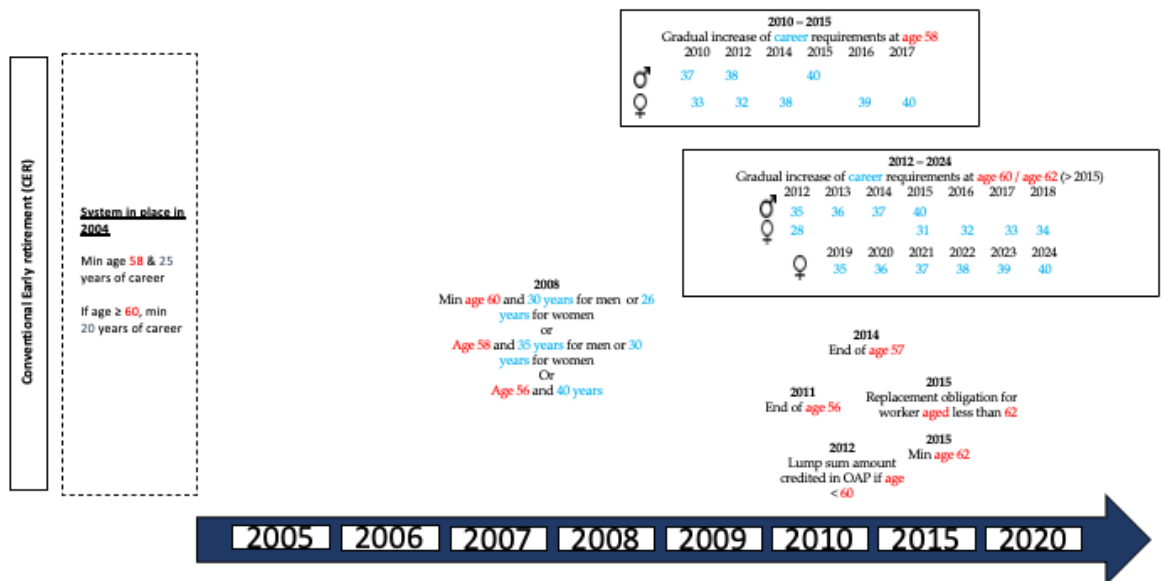 Conventional Early retirement (CER)
System in place in
2004
Min age 58 & 25
years of career
If age ≥ 60, min
20 years of career
2008
Min age 60 and 30 years for men or 26
years for women
or
Age 58 and 35 years for men or 30
years for women
Or
Age 56 and 40 years
2010 – 2015
Gradual increase of career requirements at age 58
2010 2012 2014 2015 2016 2017
♂ 37 38 40
♀ 33 32 38 39 40
2012 – 2024
Gradual increase of career requirements at age 60 / age 62 (> 2015)
2012 2013 2014 2015 2016 2017 2018
♂ 35 36 37 40
♀ 28 31 32 33 34
2019 2020 2021 2022 2023 2024
♀ 35 36 37 38 39 40
2014
End of age 57
2011
End of age 56
2015
Replacement obligation for
worker aged less than 62
2012
Lump sum amount
credited in OAP if age
< 60
2015
Min age 62
2005 2006 2007 2008 2009 2010 2015 2020